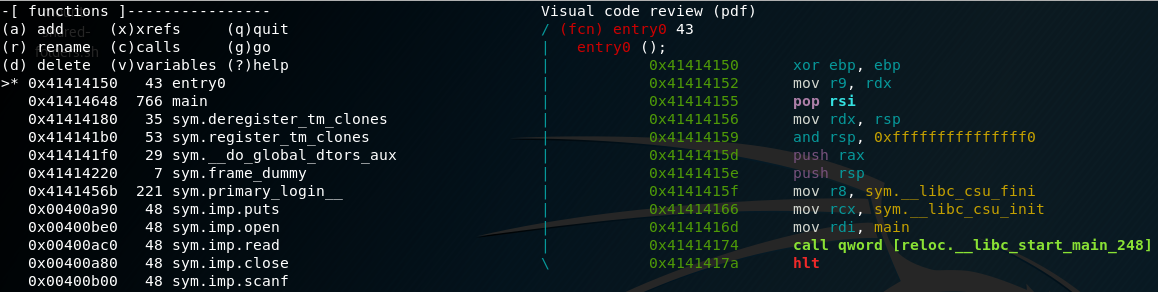 -[ functions ]----------------
(a) add     (x)xrefs     (q)quit
(r) rename  (c)calls     (g)go
(d) delete  (v)variables (?)help
>* 0x41414150   43 entry0
   0x41414648  766 main
   0x41414180   35 sym.deregister_tm_clones
   0x414141b0   53 sym.register_tm_clones
   0x414141f0   29 sym.__do_global_dtors_aux
   0x41414220    7 sym.frame_dummy
   0x4141456b  221 sym.primary_login__
   0x00400a90   48 sym.imp.puts
   0x00400be0   48 sym.imp.open
   0x00400ac0   48 sym.imp.read
   0x00400a80   48 sym.imp.close
   0x00400b00   48 sym.imp.scanf
Visual code review (pdf)
/ (fcn) entry0 43
|   entry0 ();
|           0x41414150      xor ebp, ebp
|           0x41414152      mov r9, rdx
|           0x41414155      pop rsi
|           0x41414156      mov rdx, rsp
|           0x41414159      and rsp, 0xfffffffffffffff0
|           0x4141415d      push rax
|           0x4141415e      push rsp
|           0x4141415f      mov r8, sym.__libc_csu_fini
|           0x41414166      mov rcx, sym.__libc_csu_init
|           0x4141416d      mov rdi, main
|           0x41414174      call qword [reloc.__libc_start_main_248]
\           0x4141417a      hlt